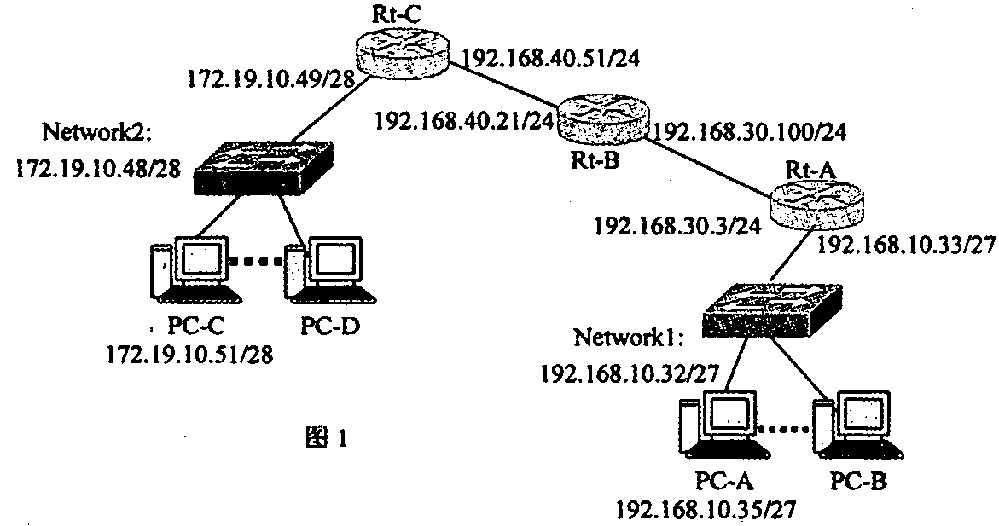 Rt-C
192.168.40.51/24
172.19.10.49/28
192.168.40.21/24
192.168.30.100/24
Rt-B
Network2:
172.19.10.48/28
Rt-A
192.168.30.3/24
192.168.10.33/27
PC-C
PC-D
172.19.10.51/28
Network1:
192.168.10.32/27
图 1
PC-A
PC-B
192.168.10.35/27